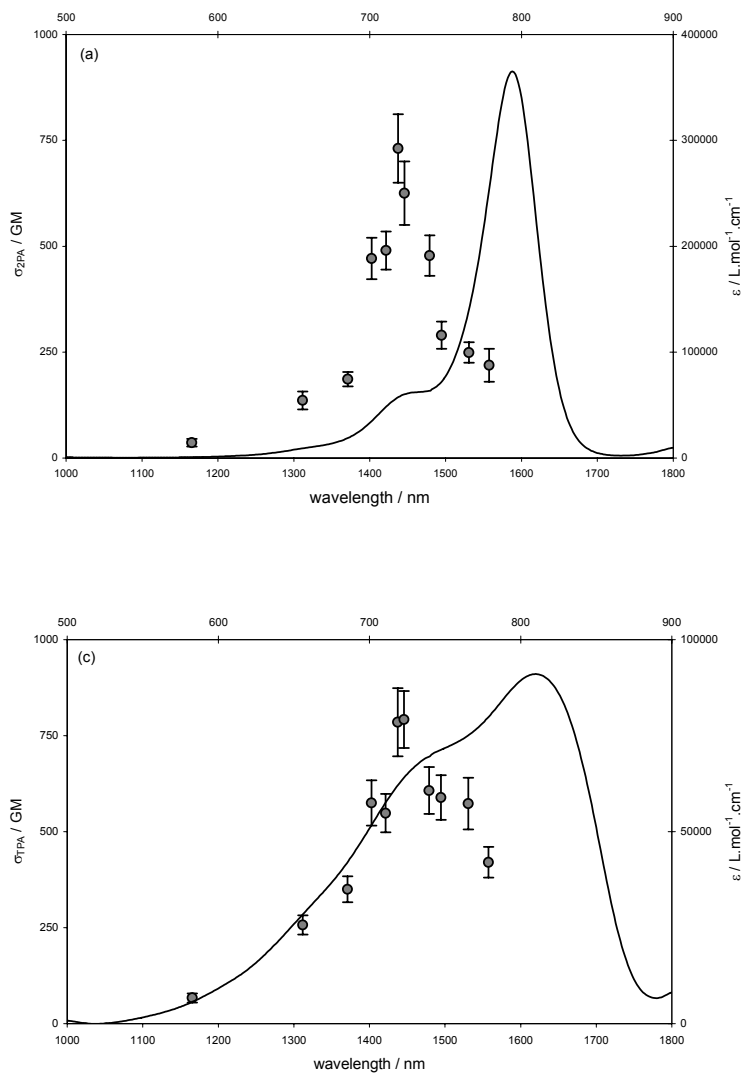 500 600 700 800 900
1000 400000
(a)
750 300000
σ2PA / GM
500 200000
ε / L.mol-1.cm-1
250 100000
0 0
1000 1100 1200 1300 1400 1500 1600 1700 1800
wavelength / nm
500 600 700 800 900
1000 100000
(c)
750
σTPA / GM
500 50000
ε / L.mol-1.cm-1
250
0 0
1000 1100 1200 1300 1400 1500 1600 1700 1800
wavelength / nm